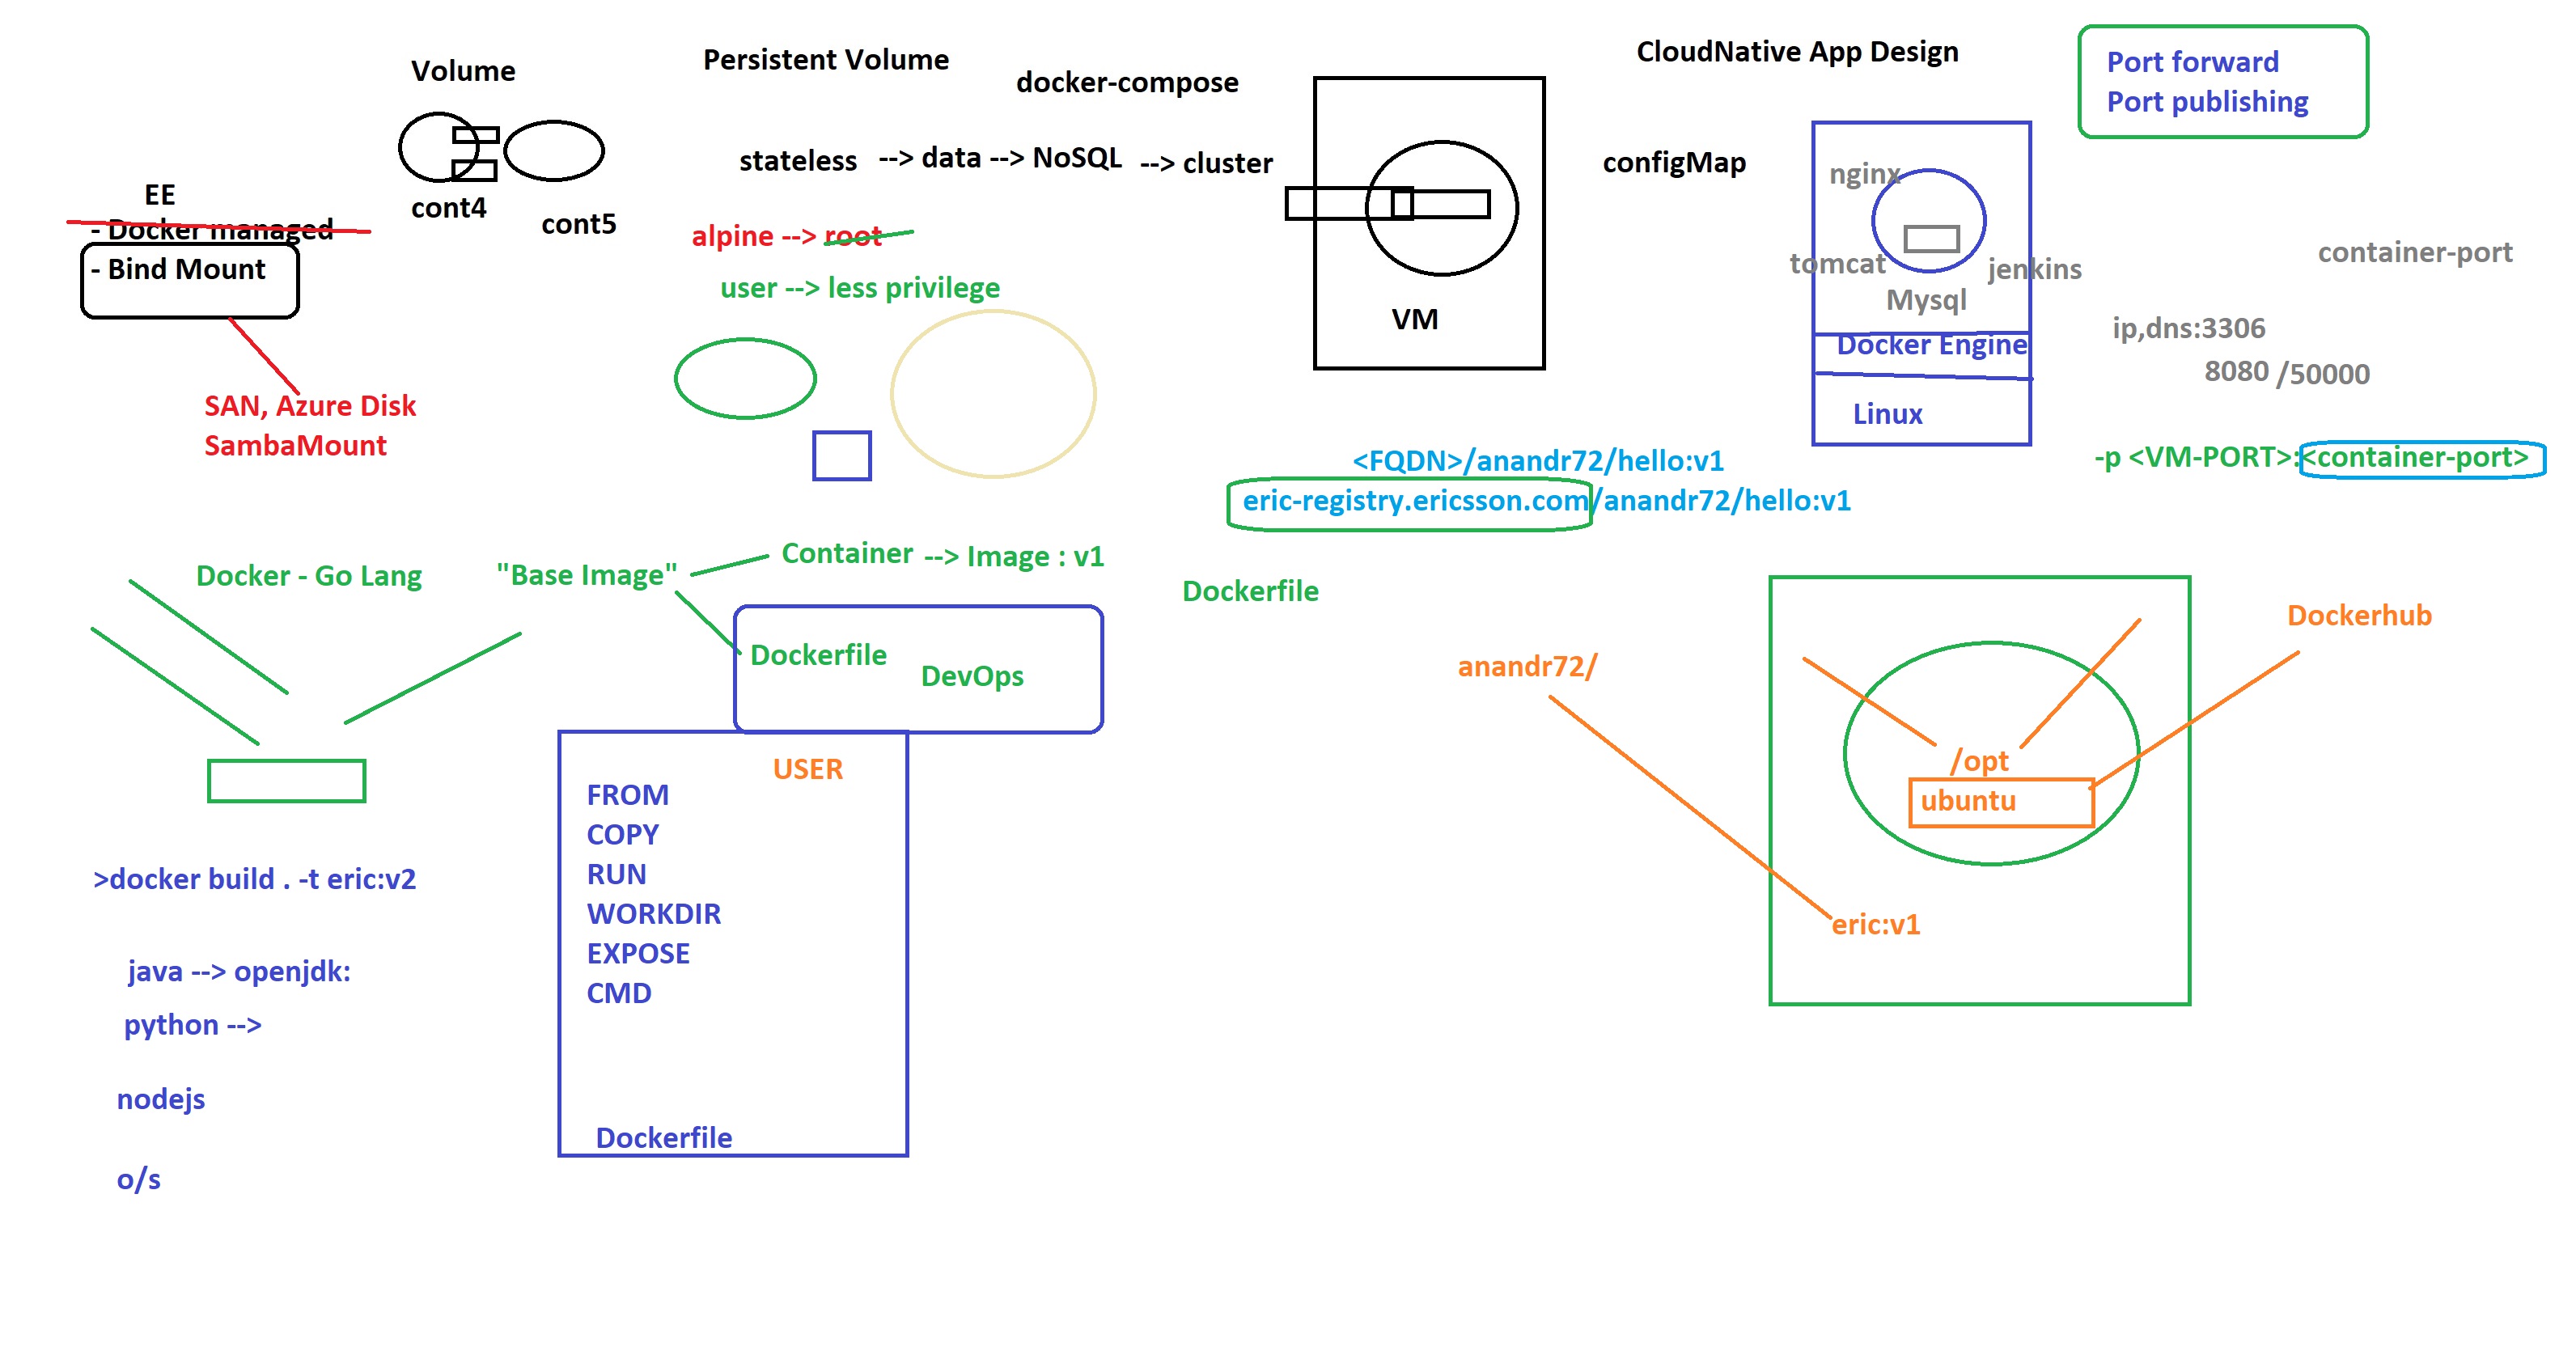 Volume
Persistent Volume
docker-compose
CloudNative App Design
Port forward
Port publishing
stateless --> data --> NoSQL --> cluster
configMap
nginx
EE
- Docker managed
- Bind Mount
cont4
cont5
alpine --> root
user --> less privilege
VM
tomcat
jenkins
Mysql
container-port
ip,dns:3306
8080 /50000
Docker Engine
Linux
SAN, Azure Disk
SambaMount
-p <VM-PORT>:<container-port>
<FQDN>/anandr72/hello:v1
eric-registry.ericsson.com/anandr72/hello:v1
Docker - Go Lang
"Base Image"
Container --> Image : v1
Dockerfile
Dockerfile
DevOps
anandr72/
Dockerhub
/opt
ubuntu
eric:v1
USER
FROM
COPY
RUN
WORKDIR
EXPOSE
CMD
Dockerfile
>docker build . -t eric:v2
java --> openjdk:
python -->
nodejs
o/s